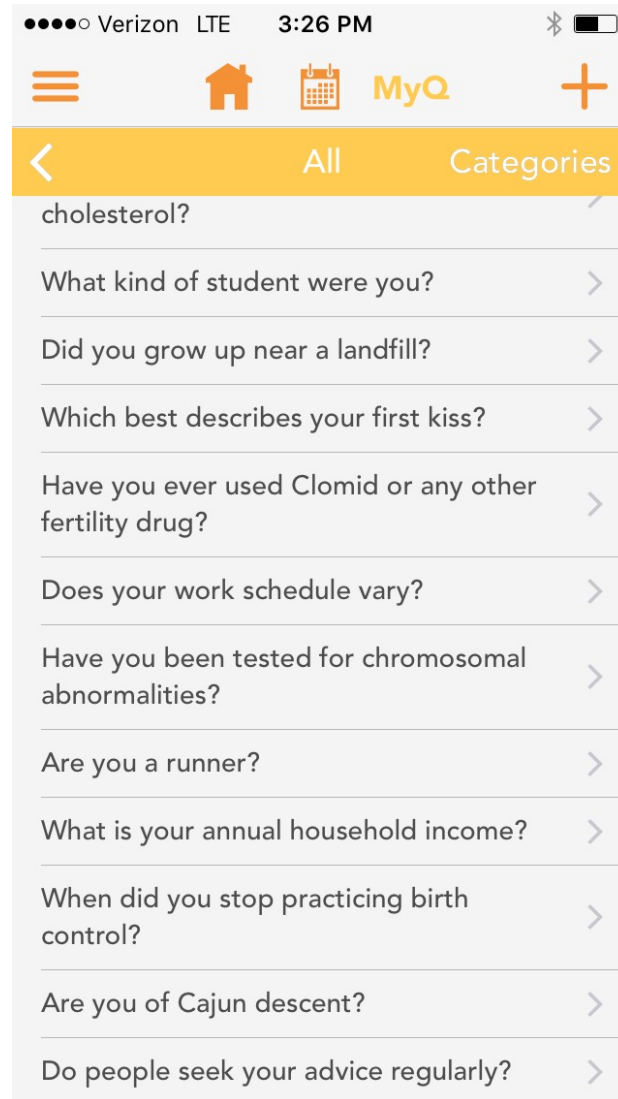 Verizon LTE 3:26 PM
MyQ
All Categories
cholesterol?
What kind of student were you?
Did you grow up near a landfill?
Which best describes your first kiss?
Have you ever used Clomid or any other
fertility drug?
Does your work schedule vary?
Have you been tested for chromosomal
abnormalities?
Are you a runner?
What is your annual household income?
When did you stop practicing birth
control?
Are you of Cajun descent?
Do people seek your advice regularly?